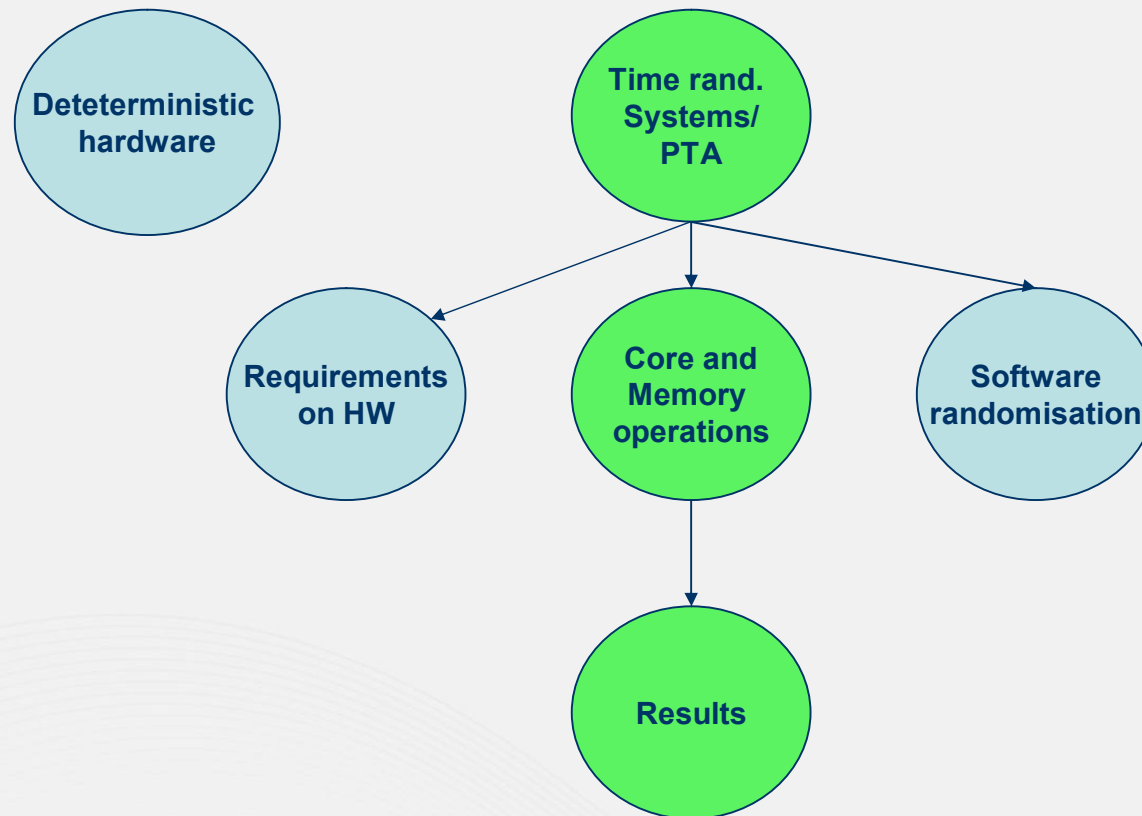 Deteterministic
hardware
Time rand.
Systems/
PTA
Requirements
on HW
Core and
Memory
operations
Software
randomisation
Results